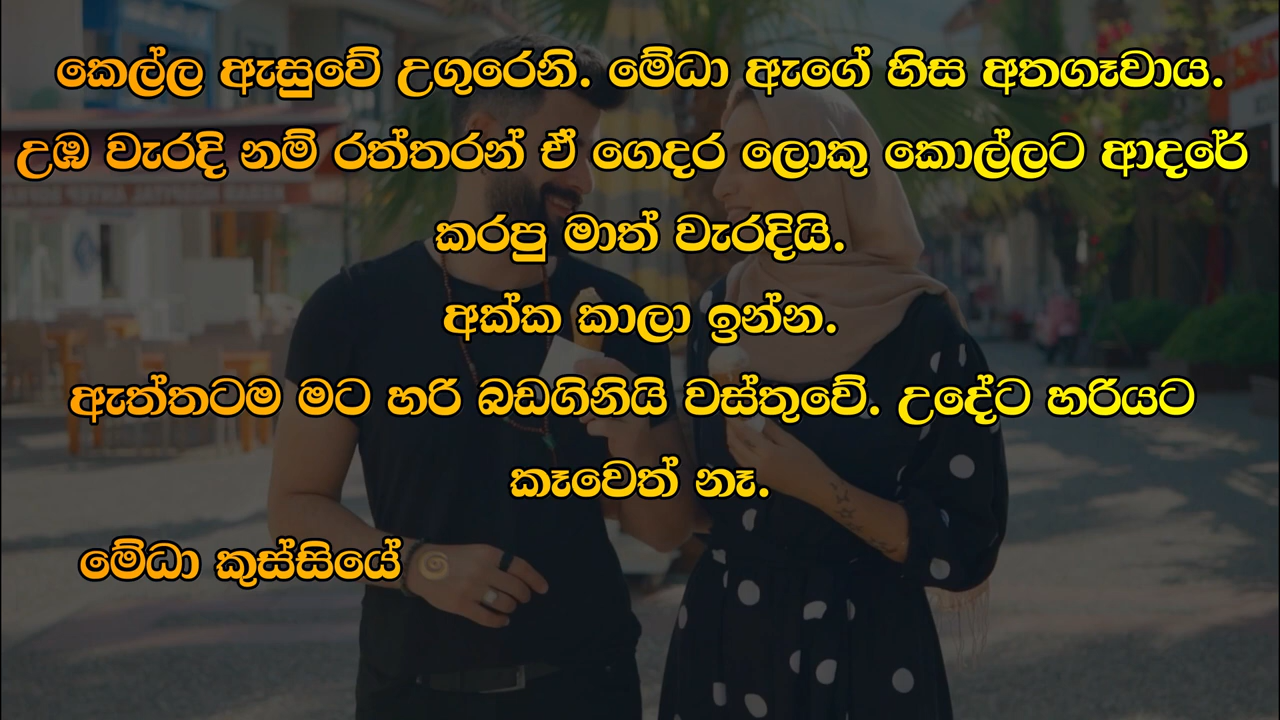 කෙල්ල ඇසුවේ උගුරෙනි. මේධා ඇගේ හිස අතගෑවාය.
උඹ වැරදි නම් රත්තරන් ඒ ගෙදර ලොකු කොල්ලට ආදරේ
කරපු මාත් වැරදියි.
අක්ක කාලා ඉන්න.
ඇත්තටම මට හරි බඩගිනියි වස්තුවේ. උදේට හරියට
කෑවෙත් නෑ.
මේධා කුස්සියේ